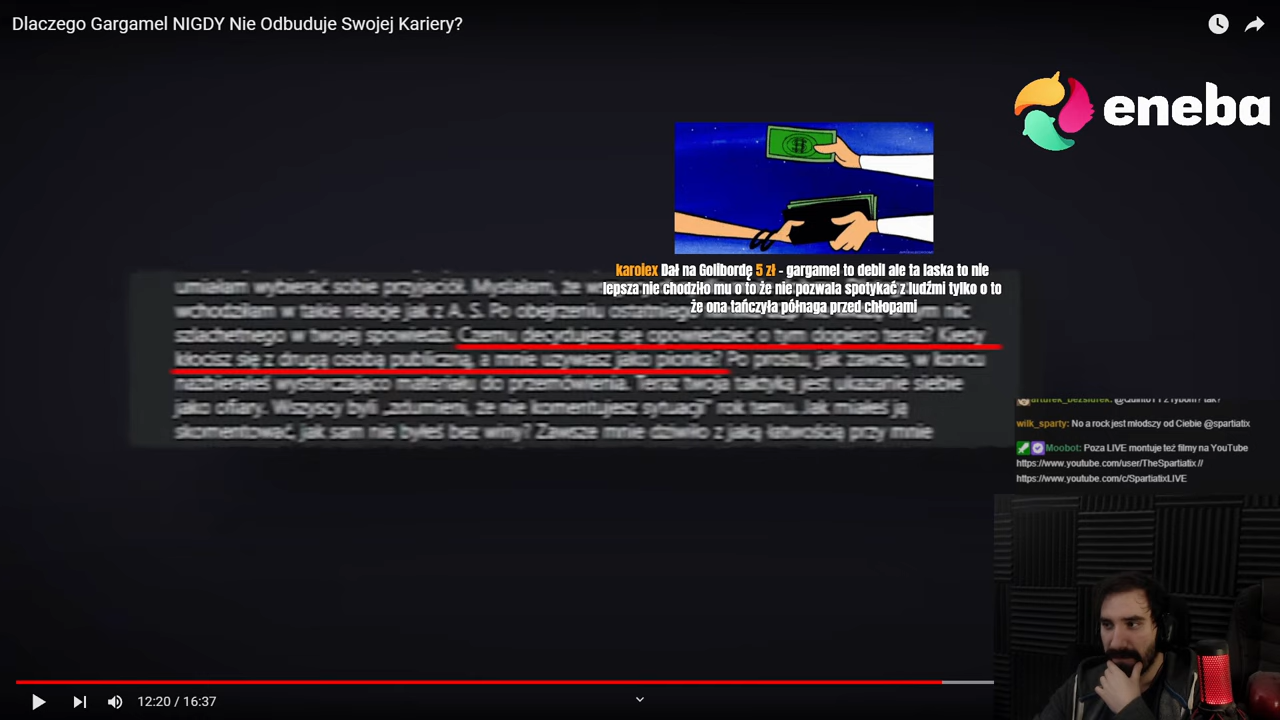 Dlaczego Gargamel NIGDY Nie Odbuduje Swojej Kariery?
eneba
karolex Dał na Golibordę 5 zł - gargamel to debil ale ta laska to nie
lepsza nie chodziło mu o to że nie pozwala spotykać z ludźmi tylko o to
że ona tańczyła półnaga przed chłopami
umiałam wybierać sobie przyjaciół. Myślałam, że
wchodziłam w takie relacje jak z A. S. Po obejrzeniu ostatniego nic
szlachetnego w twojej spowiedzi. Czemu decydujesz się opowiedzieć o tym dopiero teraz? Kiedy
kłócisz się z drugą osobą publiczną, a mnie używasz jako pionka? Po prostu, jak zawsze, w końcu
nazbierałeś wystarczająco materiału do przemówienia. Teraz twoja taktyką jest ukazanie siebie
jako ofiary. Wszyscy byli „zdziwieni, że nie komentujesz sytuacji" rok temu. Jak miałeś ją
skomentować, jak sam nie byłeś bez winy? Zawsze mnie dziwiło z jaką łatwością przy mnie
wilk_sparty: No a rock jest młodszy od Ciebie @spartiatix
Moobot: Poza LIVE montuje też filmy na YouTube
https://www.youtube.com/user/TheSpartiatix //
https://www.youtube.com/c/SpartiatixLIVE
12:20 / 16:37